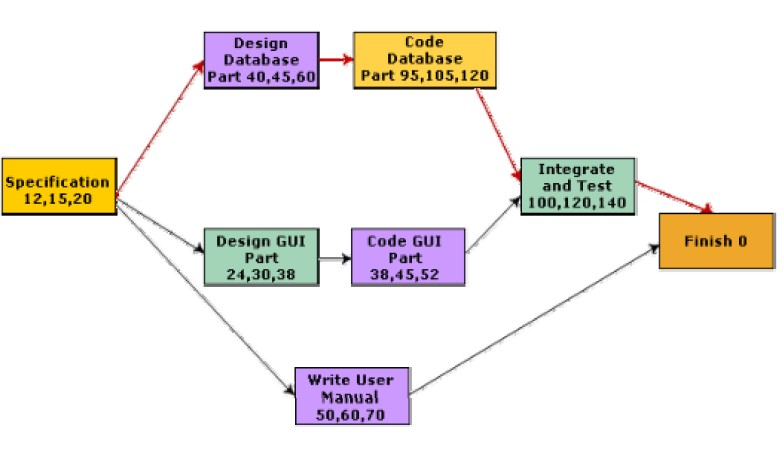 Design
Database
Part 40,45,60
Code
Database
Part 95,105,120
Specification
12,15,20
Integrate
and Test
100,120,140
Design GUI
Part
24,30,38
Code GUI
Part
38,45,52
Finish 0
Write User
Manual
50,60,70